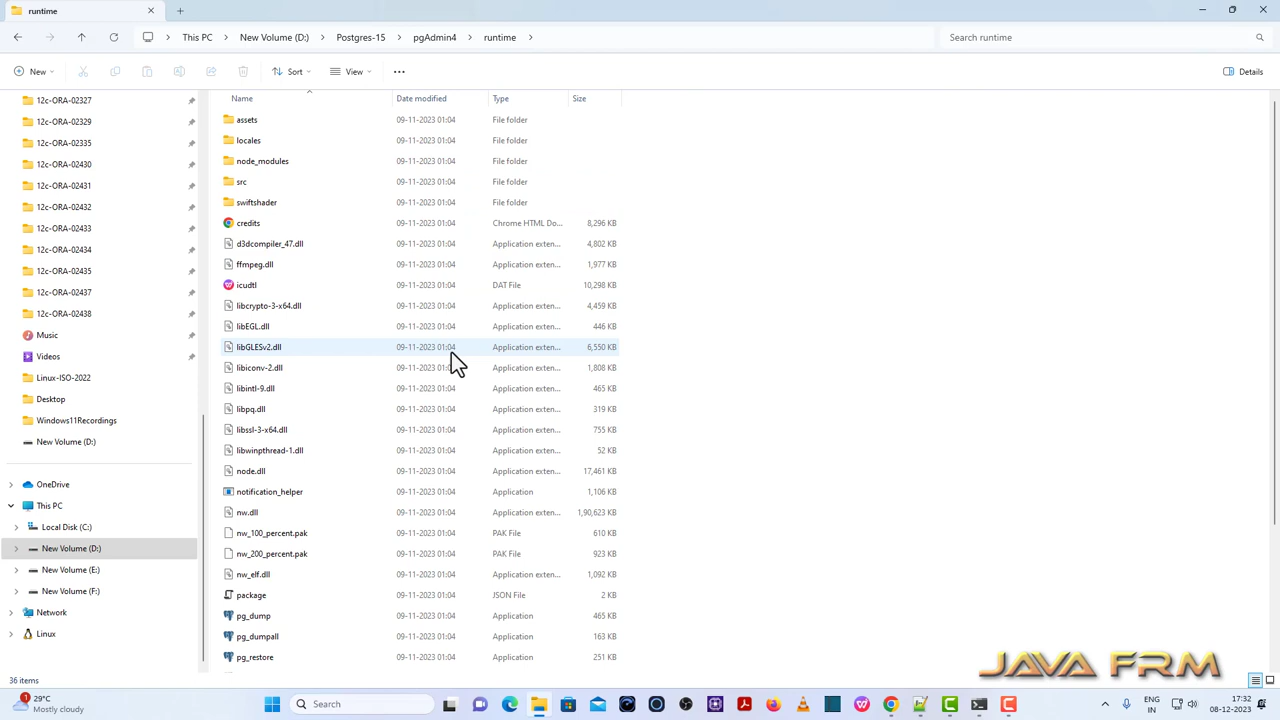 runtime
This PC > New Volume (D:) > Postgres-15 > pgAdmin4 > runtime >
Search runtime
New
Sort
View
Details
12c-ORA-02327
12c-ORA-02329
12c-ORA-02335
12c-ORA-02430
12c-ORA-02431
12c-ORA-02432
12c-ORA-02433
12c-ORA-02434
12c-ORA-02435
12c-ORA-02437
12c-ORA-02438
Music
Videos
Linux-ISO-2022
Desktop
Windows11Recordings
New Volume (D:)
OneDrive
This PC
Local Disk (C:)
New Volume (D:)
New Volume (E:)
New Volume (F:)
Network
Linux
Name Date modified Type Size
assets 09-11-2023 01:04 File folder
locales 09-11-2023 01:04 File folder
node_modules 09-11-2023 01:04 File folder
src 09-11-2023 01:04 File folder
swiftshader 09-11-2023 01:04 File folder
credits 09-11-2023 01:04 Chrome HTML Do... 8,296 KB
d3dcompiler_47.dll 09-11-2023 01:04 Application exten... 4,802 KB
ffmpeg.dll 09-11-2023 01:04 Application exten... 1,977 KB
icudtl 09-11-2023 01:04 DAT File 10,298 KB
libcrypto-3-x64.dll 09-11-2023 01:04 Application exten... 4,459 KB
libEGL.dll 09-11-2023 01:04 Application exten... 446 KB
libGLESv2.dll 09-11-2023 01:04 Application exten... 6,550 KB
libiconv-2.dll 09-11-2023 Application exten... 1,808 KB
libintl-9.dll 09-11-2023 01:04 Application exten... 465 KB
libpq.dll 09-11-2023 01:04 Application exten... 319 KB
libssl-3-x64.dll 09-11-2023 01:04 Application exten... 755 KB
libwinpthread-1.dll 09-11-2023 01:04 Application exten... 52 KB
node.dll 09-11-2023 01:04 Application exten... 17,461 KB
notification_helper 09-11-2023 01:04 Application 1,106 KB
nw.dll 09-11-2023 01:04 Application exten... 1,90,623 KB
nw_100_percent.pak 09-11-2023 01:04 PAK File 610 KB
nw_200_percent.pak 09-11-2023 01:04 PAK File 923 KB
nw_elf.dll 09-11-2023 01:04 Application exten... 1,092 KB
package 09-11-2023 01:04 JSON File 2 KB
pg_dump 09-11-2023 01:04 Application 465 KB
pg_dumpall 09-11-2023 01:04 Application 163 KB
pg_restore 09-11-2023 01:04 Application 251 KB
36 items
JAVA FRM
1
29°C
Mostly cloudy
Search
ENG
IN
17:32
08-12-2023